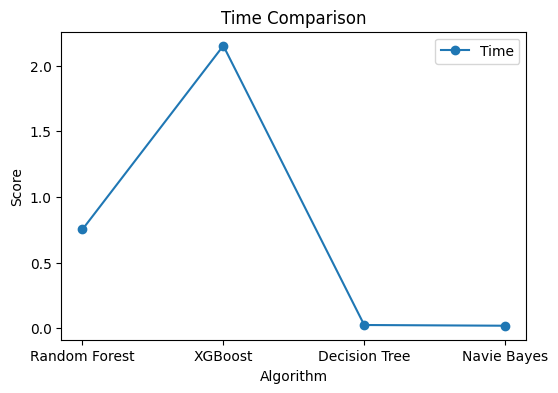 Time Comparison
Time
Score
2.0
1.5
1.0
0.5
0.0
Random Forest XGBoost Decision Tree Navie Bayes
Algorithm